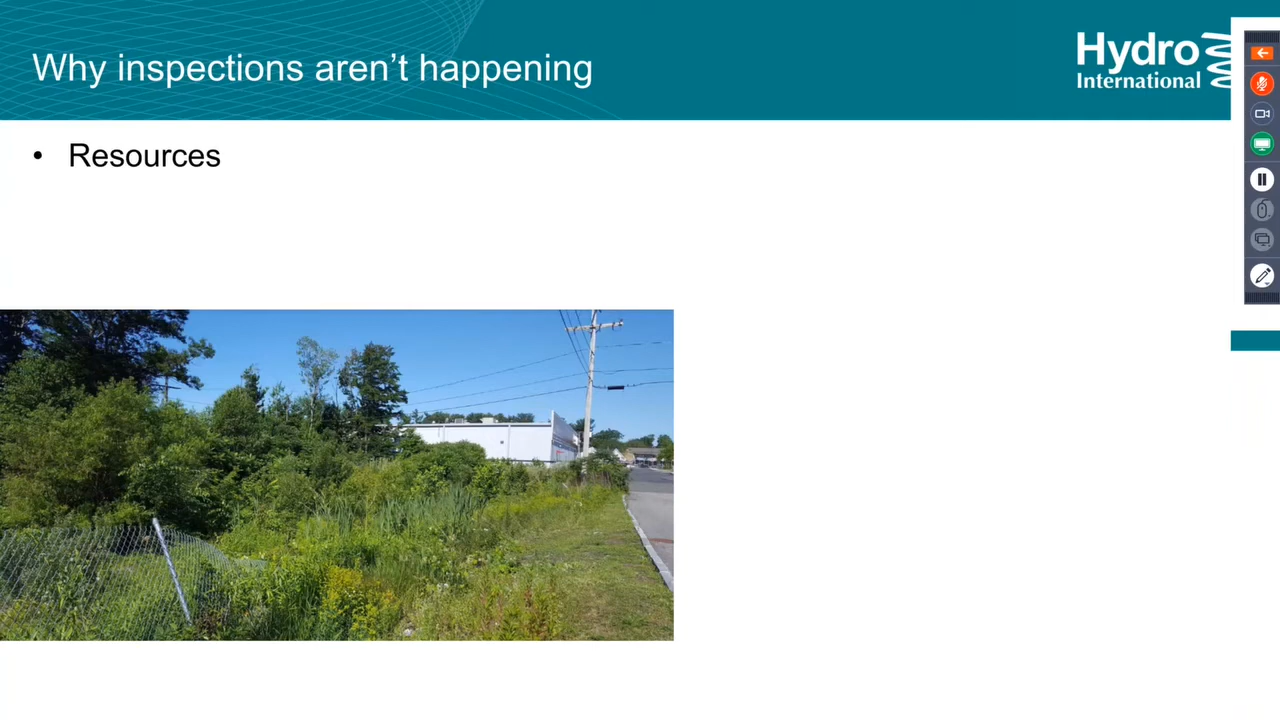 Why inspections aren’t happening
Hydro
International
• Resources